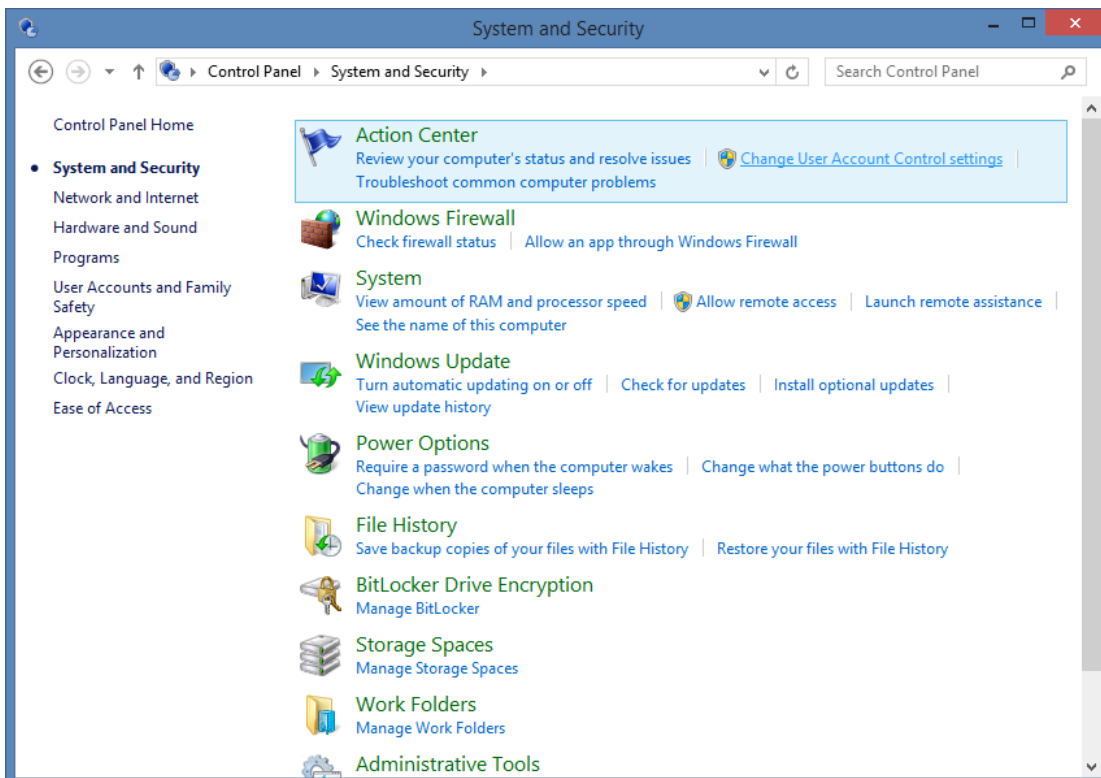 System and Security
Control Panel System and Security
Search Control Panel
Control Panel Home
System and Security
Network and Internet
Hardware and Sound
Programs
User Accounts and Family
Safety
Appearance and
Personalization
Clock, Language, and Region
Ease of Access
Action Center
Review your computer's status and resolve issues Change User Account Control settings
Troubleshoot common computer problems
Windows Firewall
Check firewall status Allow an app through Windows Firewall
System
View amount of RAM and processor speed Allow remote access Launch remote assistance
See the name of this computer
Windows Update
Turn automatic updating on or off Check for updates Install optional updates
View update history
Power Options
Require a password when the computer wakes Change what the power buttons do
Change when the computer sleeps
File History
Save backup copies of your files with File History Restore your files with File History
BitLocker Drive Encryption
Manage BitLocker
Storage Spaces
Manage Storage Spaces
Work Folders
Manage Work Folders
Administrative Tools